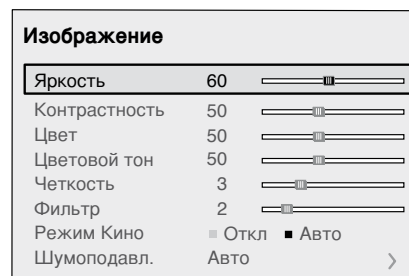 Изображение
Яркость 60
Контрастность 50
Цвет 50
Цветовой тон 50
Четкость 3
Фильтр 2
Режим Кино Откл Авто
Шумоподавл. Авто